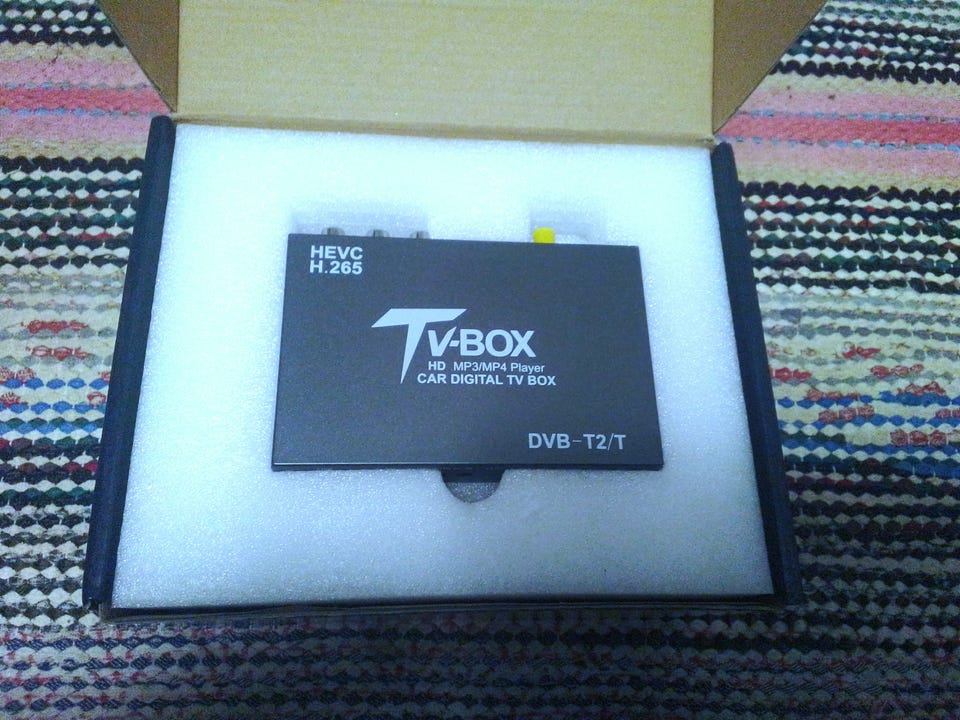 HEVC
H.265
TV-BOX
HD MP3/MP4 Player
CAR DIGITAL TV BOX
DVB-T2/T